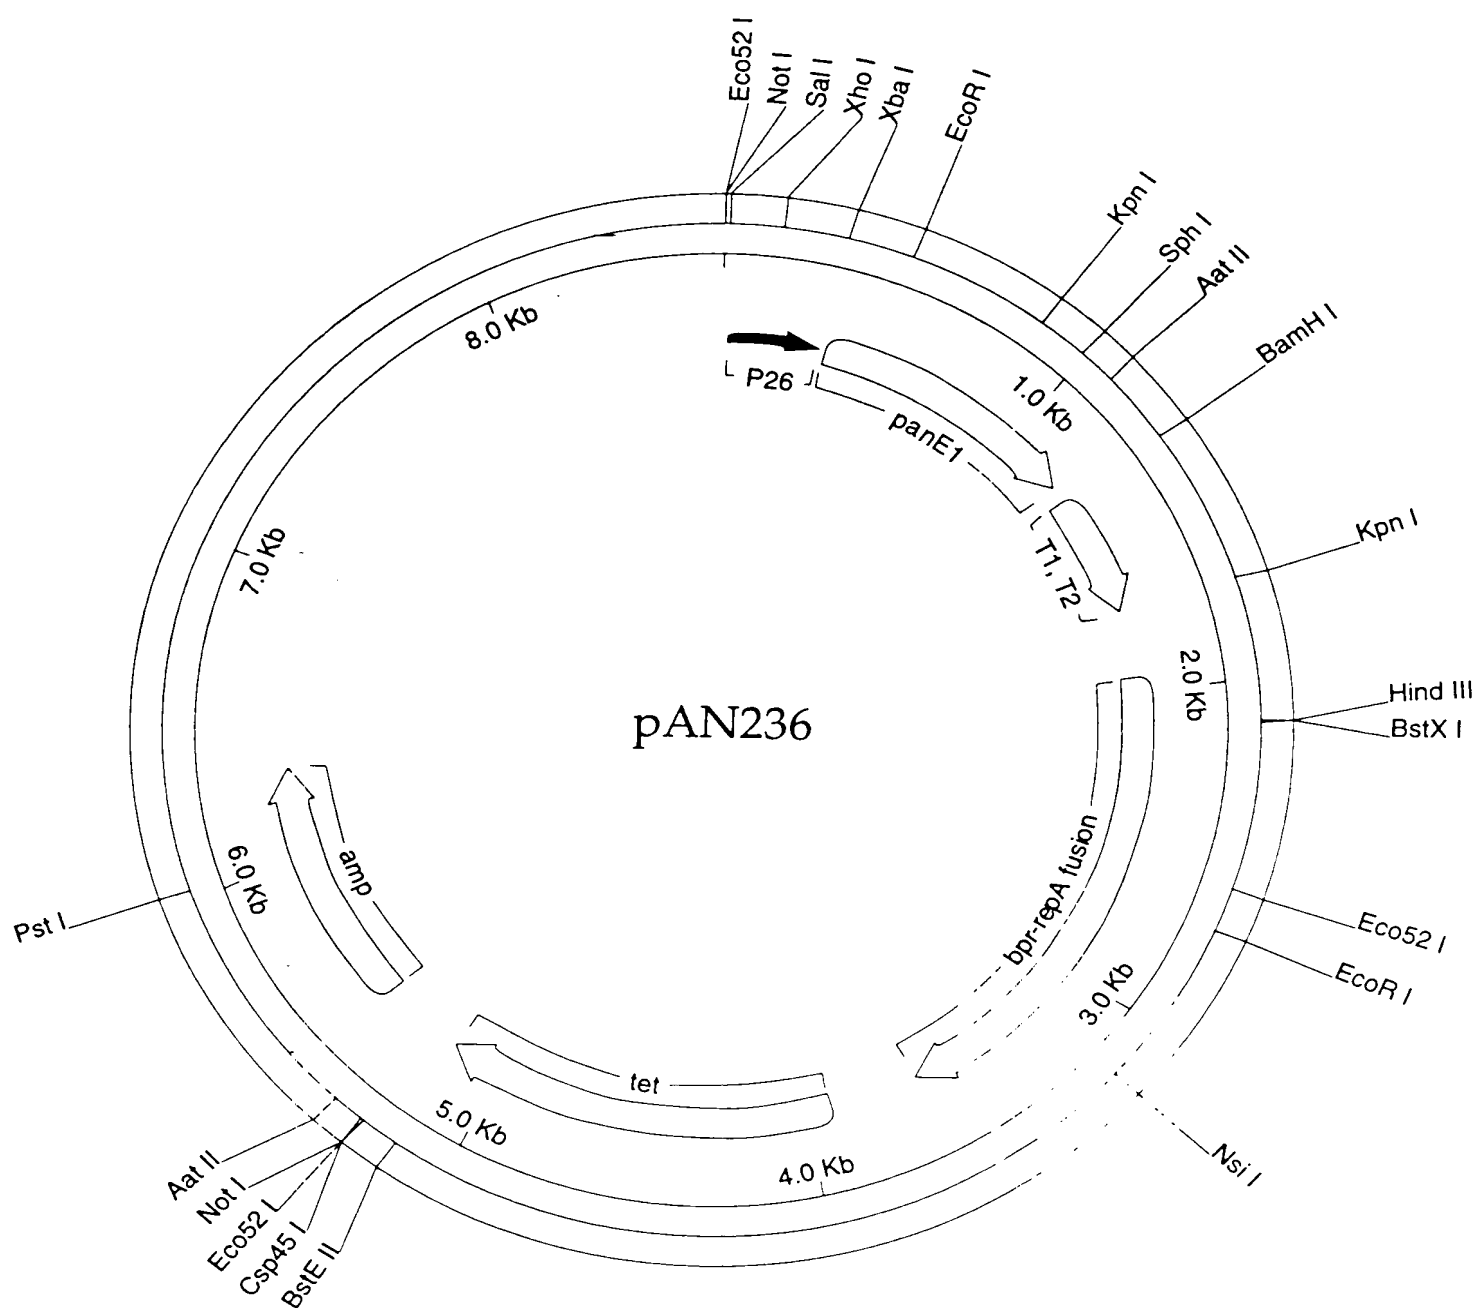 Eco52 I
Not I
Sal I
Xho I
Xba I
EcoR I
Kpn I
Sph I
Aat II
BamH I
Kpn I
Hind III
BstX I
Eco52 I
EcoR I
Nsi I
BstE II
Csp45 I
Eco52 I
Not I
Aat II
Pst I
8.0 Kb
1.0 Kb
7.0 Kb
2.0 Kb
6.0 Kb
3.0 Kb
5.0 Kb
4.0 Kb
P26
panE1
T1, T2
pAN236
bpr-repA fusion
amp
tet